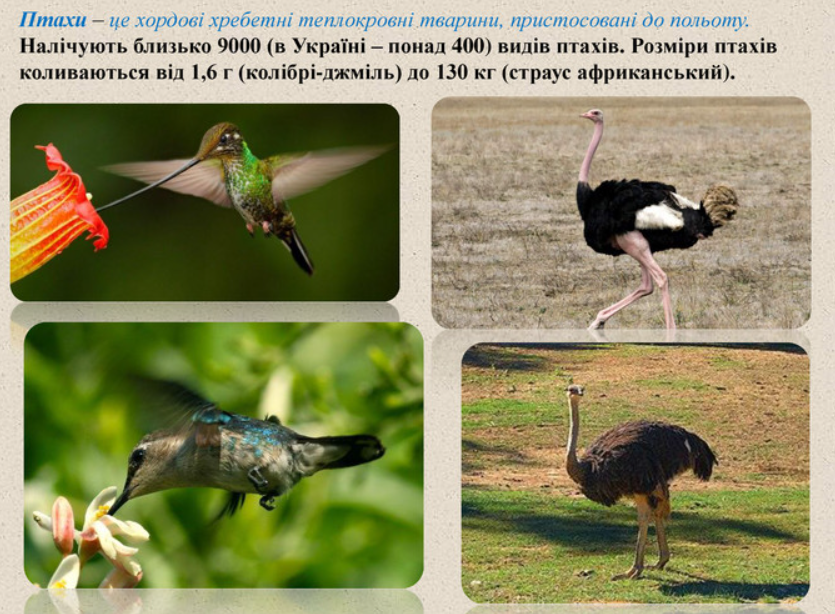 Птахи – це хордові хребетні теплокровні тварини, пристосовані до польоту.
Налічують близько 9000 (в Україні – понад 400) видів птахів. Розміри птахів
коливаються від 1,6 г (колібрі-джміль) до 130 кг (страус африканський).